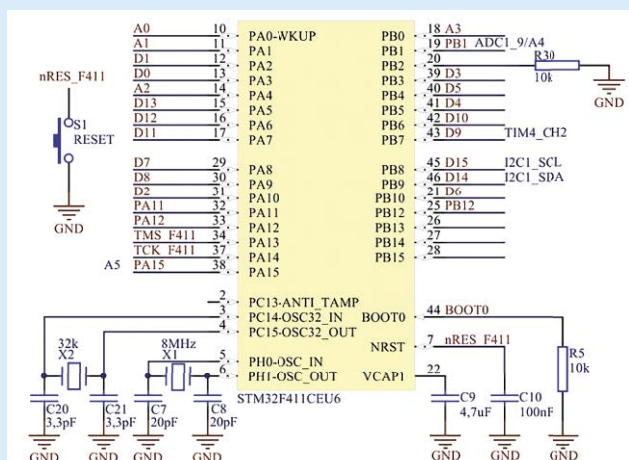 A0 10 PA0-WKUP PB0 18 A3
A1 11 PA1 PB1 19 PB1 ADC1_9/A4
D1 12 PA2 PB2 20 R30
D0 13 PA3 PB3 39 D3 10k
nRES_F411 A2 14 PA4 PB4 40 D5 GND
D13 15 PA5 PB5 41 D4
D12 16 PA6 PB6 42 D10
S1 D11 17 PA7 PB7 43 D9 TIM4_CH2
RESET
D7 29 PA8 PB8 45 D15 I2C1_SCL
D8 30 PA9 PB9 46 D14 I2C1_SDA
D2 31 PA10 PB10 21 D6
PA11 32 PA11 PB12 25 PB12
GND PA12 33 PA12 PB13 26
TMS_F411 34 PA13 PB14 27
TCK_F411 37 PA14 PB15 28
A5 PA15 38 PA15
2 PC13-ANTI_TAMP
3 PC14-OSC32_IN BOOT0 44 BOOT0
4 PC15-OSC32_OUT
32k 8MHz NRST 7 nRES_F411
X2 X1 5 PH0-OSC_IN R5
6 PH1-OSC_OUT VCAP1 22 10k
C20 C21 C7 C8 STM32F411CEU6 C9 C10
3,3pF 3,3pF 20pF 20pF 4,7uF 100nF
GND GND GND GND GND GND GND